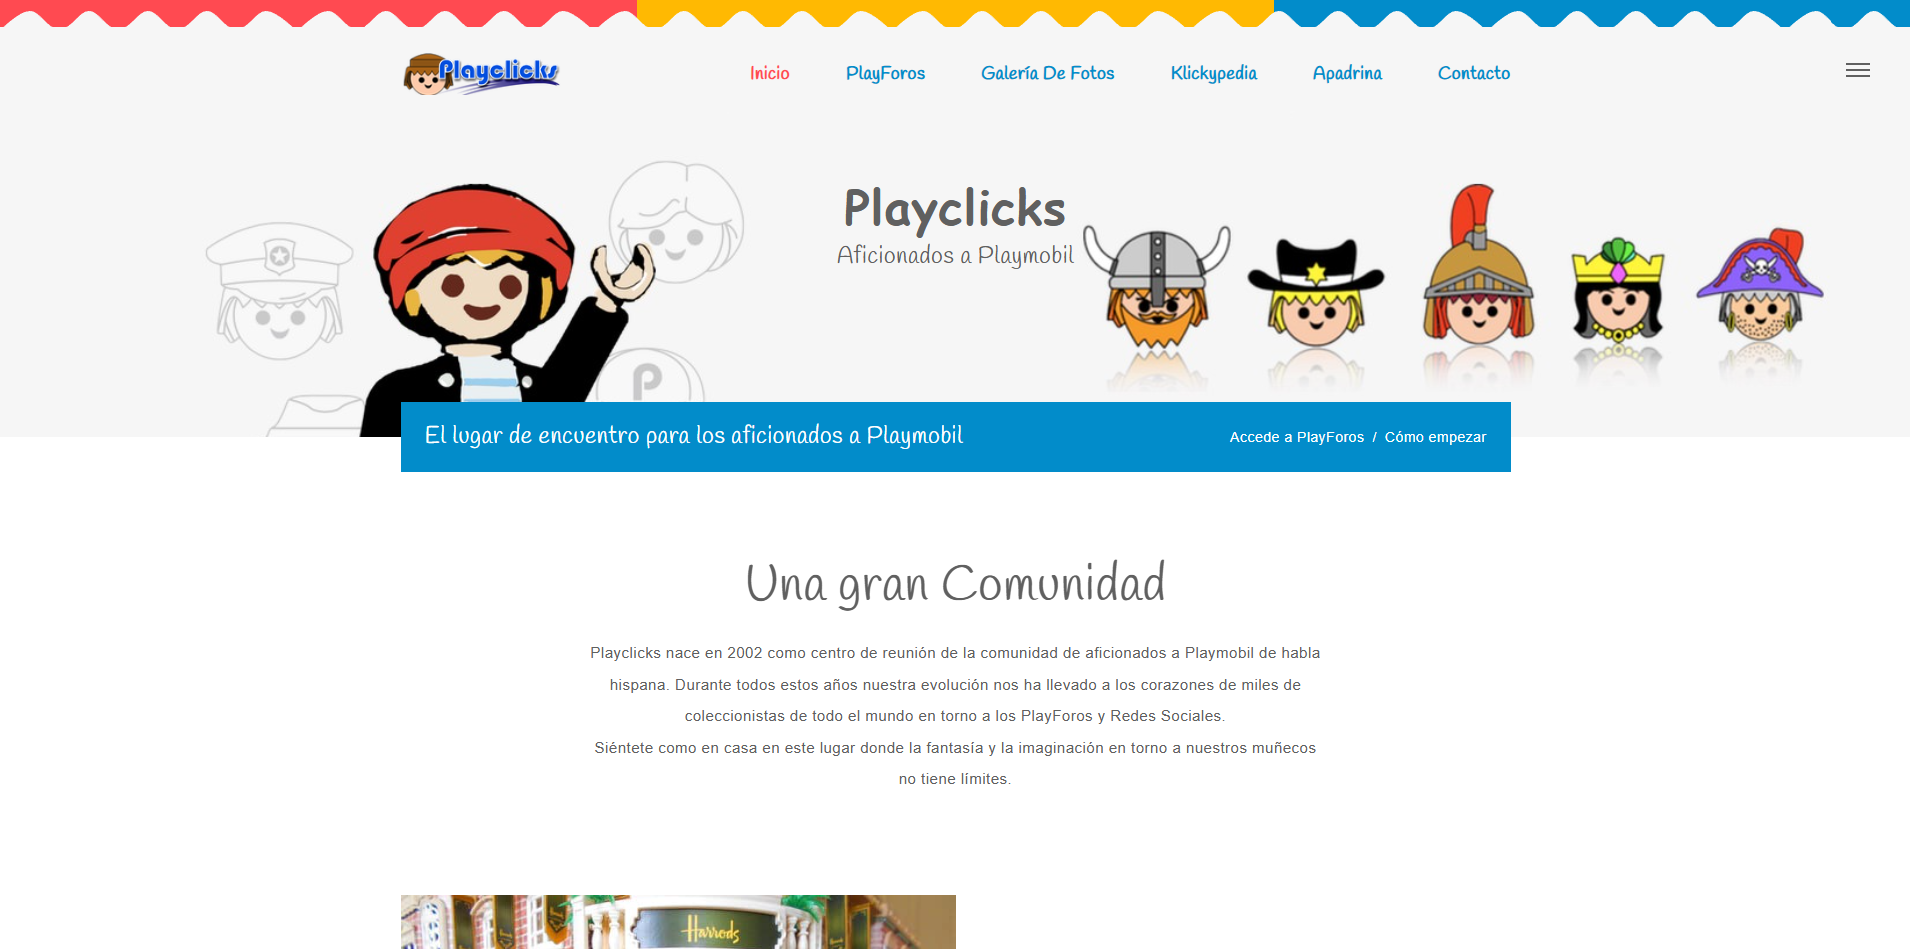 Playclicks
Inicio
PlayForos
Galería De Fotos
Klickypedia
Apadrina
Contacto
Playclicks
Aficionados a Playmobil
P
El lugar de encuentro para los aficionados a Playmobil
Accede a PlayForos / Cómo empezar
Una gran Comunidad
Playclicks nace en 2002 como centro de reunión de la comunidad de aficionados a Playmobil de habla
hispana. Durante todos estos años nuestra evolución nos ha llevado a los corazones de miles de
coleccionistas de todo el mundo en torno a los PlayForos y Redes Sociales.
Siéntete como en casa en este lugar donde la fantasía y la imaginación en torno a nuestros muñecos
no tiene límites.
Harrods